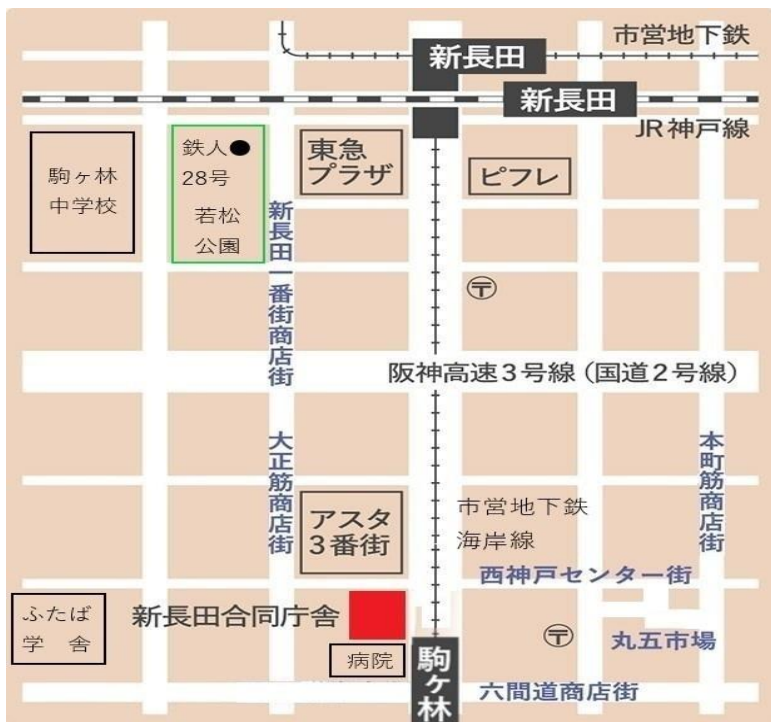 市営地下鉄
新長田
新長田
JR神戸線
駒ヶ林
中学校
鉄人●
28号
若松
公園
東急
プラザ
ピフレ
新長田一番街商店街
〒
阪神高速3号線(国道2号線)
大正筋商店街
本町筋商店街
アスタ
3番街
市営地下鉄
海岸線
西神戸センター街
ふたば
学 舎
新長田合同庁舎
病院
駒ヶ林
〒
丸五市場
六間道商店街